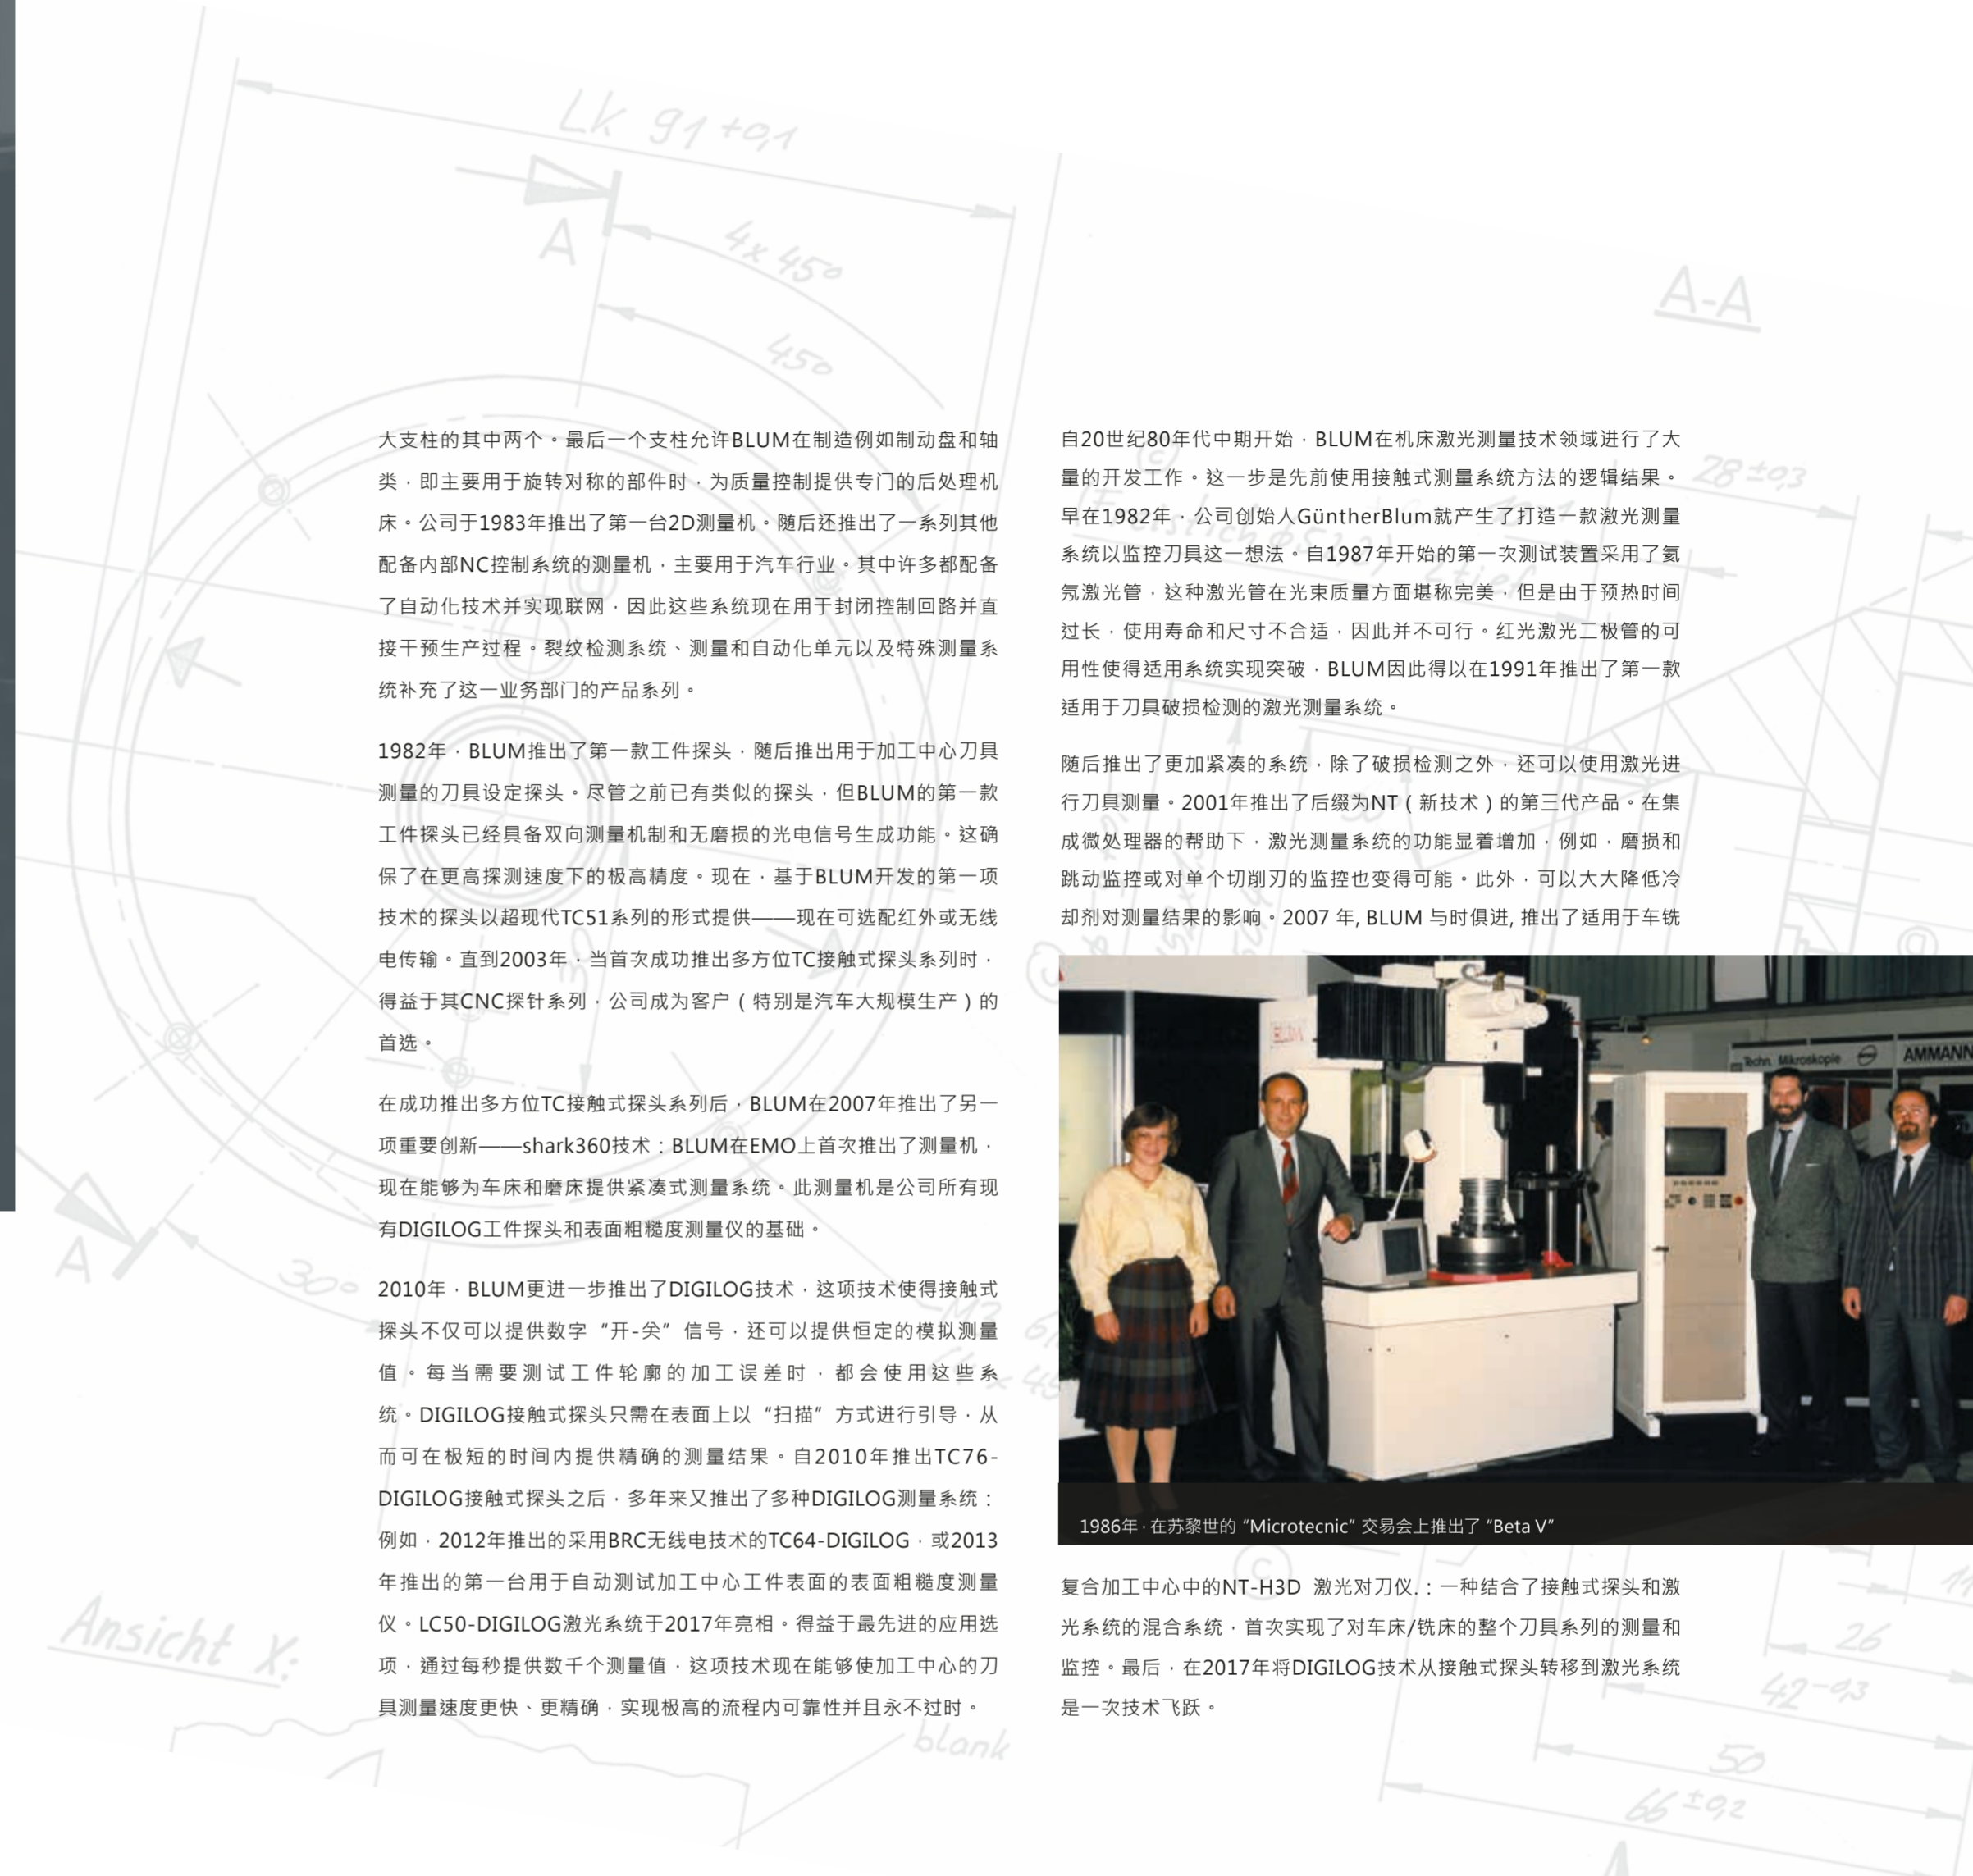 大支柱的其中两个。最后一个支柱允许BLUM在制造例如制动盘和轴
类，即主要用于旋转对称的部件时，为质量控制提供专门的后处理机
床。公司于1983年推出了第一台2D测量机。随后还推出了一系列其他
配备内部NC控制系统的测量机，主要用于汽车行业。其中许多都配备
了自动化技术并实现联网，因此这些系统现在用于封闭控制回路并直
接干预生产过程。裂纹检测系统、测量和自动化单元以及特殊测量系
统补充了这一业务部门的产品系列。
1982年，BLUM推出了第一款工件探头，随后推出用于加工中心刀具
测量的刀具设定探头。尽管之前已有类似的探头，但BLUM的第一款
工件探头已经具备双向测量机制和无磨损的光电信号生成功能。这确
保了在更高探测速度下的极高精度。现在，基于BLUM开发的第一项
技术的探头以超现代TC51系列的形式提供——现在可选配红外或无线
电传输。直到2003年，当首次成功推出多方位TC接触式探头系列时，
得益于其CNC探针系列，公司成为客户（特别是汽车大规模生产）的
首选。
在成功推出多方位TC接触式探头系列后，BLUM在2007年推出了另一
项重要创新——shark360技术：BLUM在EMO上首次推出了测量机，
现在能够为车床和磨床提供紧凑式测量系统。此测量机是公司所有现
有DIGILOG工件探头和表面粗糙度测量仪的基础。
2010年，BLUM更进一步推出了DIGILOG技术，这项技术使得接触式
探头不仅可以提供数字“开-关”信号，还可以提供恒定的模拟测量
值。每当需要测试工件轮廓的加工误差时，都会使用这些系
统。DIGILOG接触式探头只需在表面上以“扫描”方式进行引导，从
而可在极短的时间内提供精确的测量结果。自2010年推出TC76-
DIGILOG接触式探头之后，多年来又推出了多种DIGILOG测量系统：
例如，2012年推出的采用BRC无线电技术的TC64-DIGILOG，或2013
年推出的第一台用于自动测试加工中心工件表面的表面粗糙度测量
仪。LC50-DIGILOG激光系统于2017年亮相。得益于最先进的应用选
项，通过每秒提供数千个测量值，这项技术现在能够使加工中心的刀
具测量速度更快、更精确，实现极高的流程内可靠性并且永不过时。
自20世纪80年代中期开始，BLUM在机床激光测量技术领域进行了大
量的开发工作。这一步是先前使用接触式测量系统方法的逻辑结果。
早在1982年，公司创始人GüntherBlum就产生了打造一款激光测量
系统以监控刀具这一想法。自1987年开始的第一次测试装置采用了氦
氖激光管，这种激光管在光束质量方面堪称完美，但是由于预热时间
过长，使用寿命和尺寸不合适，因此并不可行。红光激光二极管的可
用性使得适用系统实现突破，BLUM因此得以在1991年推出了第一款
适用于刀具破损检测的激光测量系统。
随后推出了更加紧凑的系统，除了破损检测之外，还可以使用激光进
行刀具测量。2001年推出了后缀为NT（新技术）的第三代产品。在集
成微处理器的帮助下，激光测量系统的功能显着增加，例如，磨损和
跳动监控或对单个切削刃的监控也变得可能。此外，可以大大降低冷
却剂对测量结果的影响。2007 年, BLUM 与时俱进, 推出了适用于车铣
BLUM
Techn. Mikroskopie
AMMANN
1986年，在苏黎世的 “Microtecnic” 交易会上推出了 “Beta V”
复合加工中心中的NT-H3D 激光对刀仪.：一种结合了接触式探头和激
光系统的混合系统，首次实现了对车床/铣床的整个刀具系列的测量和
监控。最后，在2017年将DIGILOG技术从接触式探头转移到激光系统
是一次技术飞跃。
Lk 91 +0,1
A
4x 45°
45°
A-A
28 ±0,3
A
30°
Ansicht X:
blank
26
42 -0,3
50
66 ±0,2